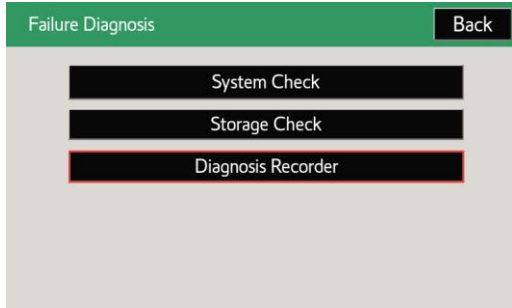 Failure Diagnosis
Back
System Check
Storage Check
Diagnosis Recorder